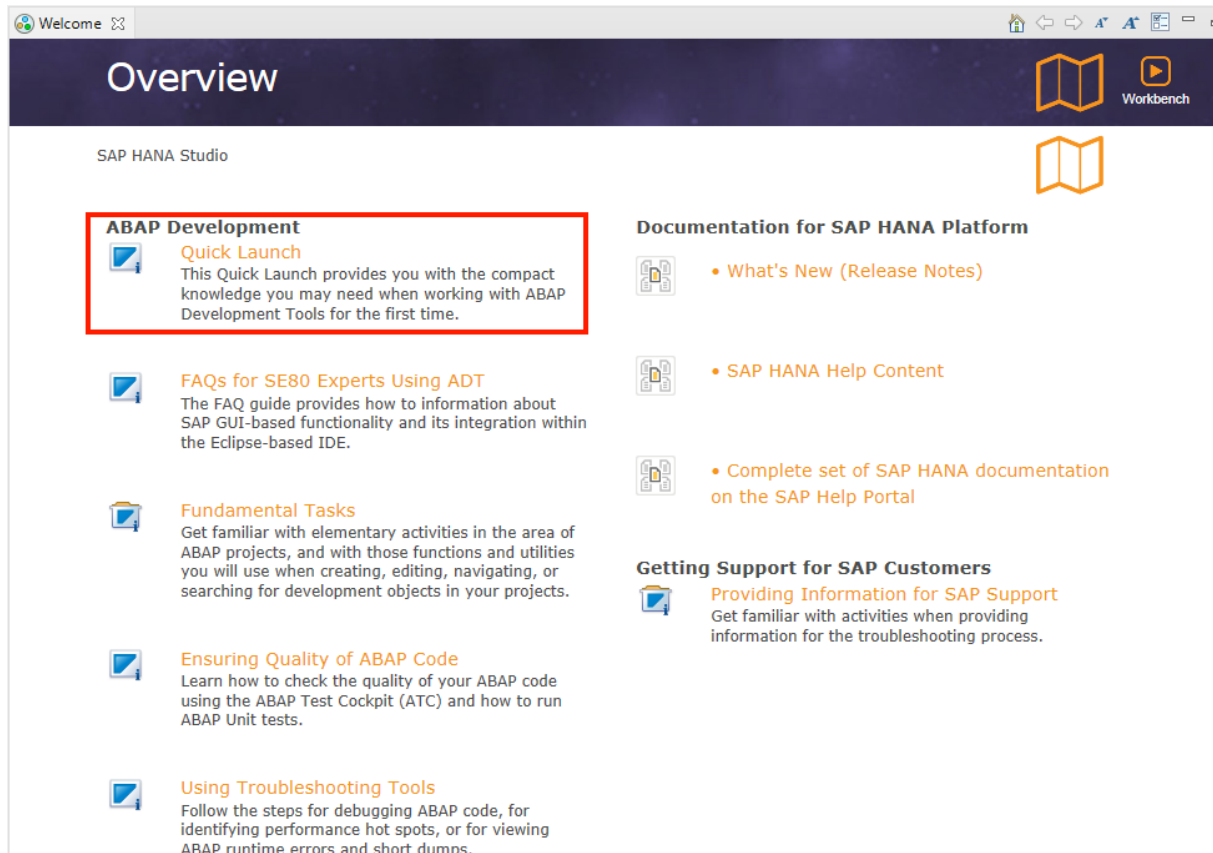 Welcome
Overview
Workbench
SAP HANA Studio
ABAP Development
Quick Launch
This Quick Launch provides you with the compact
knowledge you may need when working with ABAP
Development Tools for the first time.
FAQs for SE80 Experts Using ADT
The FAQ guide provides how to information about
SAP GUI-based functionality and its integration within
the Eclipse-based IDE.
Fundamental Tasks
Get familiar with elementary activities in the area of
ABAP projects, and with those functions and utilities
you will use when creating, editing, navigating, or
searching for development objects in your projects.
Ensuring Quality of ABAP Code
Learn how to check the quality of your ABAP code
using the ABAP Test Cockpit (ATC) and how to run
ABAP Unit tests.
Using Troubleshooting Tools
Follow the steps for debugging ABAP code, for
identifying performance hot spots, or for viewing
ABAP runtime errors and short dumps.
Documentation for SAP HANA Platform
• What's New (Release Notes)
• SAP HANA Help Content
• Complete set of SAP HANA documentation
on the SAP Help Portal
Getting Support for SAP Customers
Providing Information for SAP Support
Get familiar with activities when providing
information for the troubleshooting process.